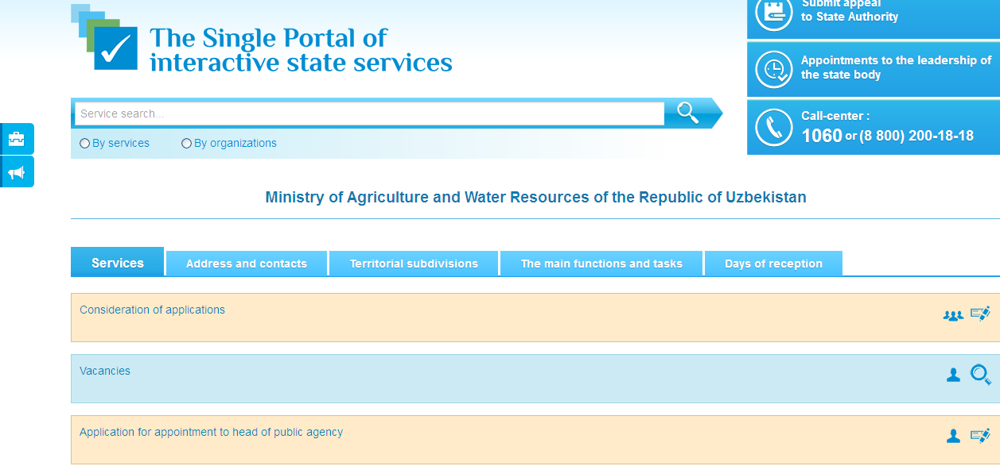 Submit appeal
to State Authority
The Single Portal of
interactive state services
Appointments to the leadership of
the state body
Service search...
Call-center :
1060 or (8 800) 200-18-18
By services
By organizations
Ministry of Agriculture and Water Resources of the Republic of Uzbekistan
Services
Address and contacts
Territorial subdivisions
The main functions and tasks
Days of reception
Consideration of applications
Vacancies
Application for appointment to head of public agency